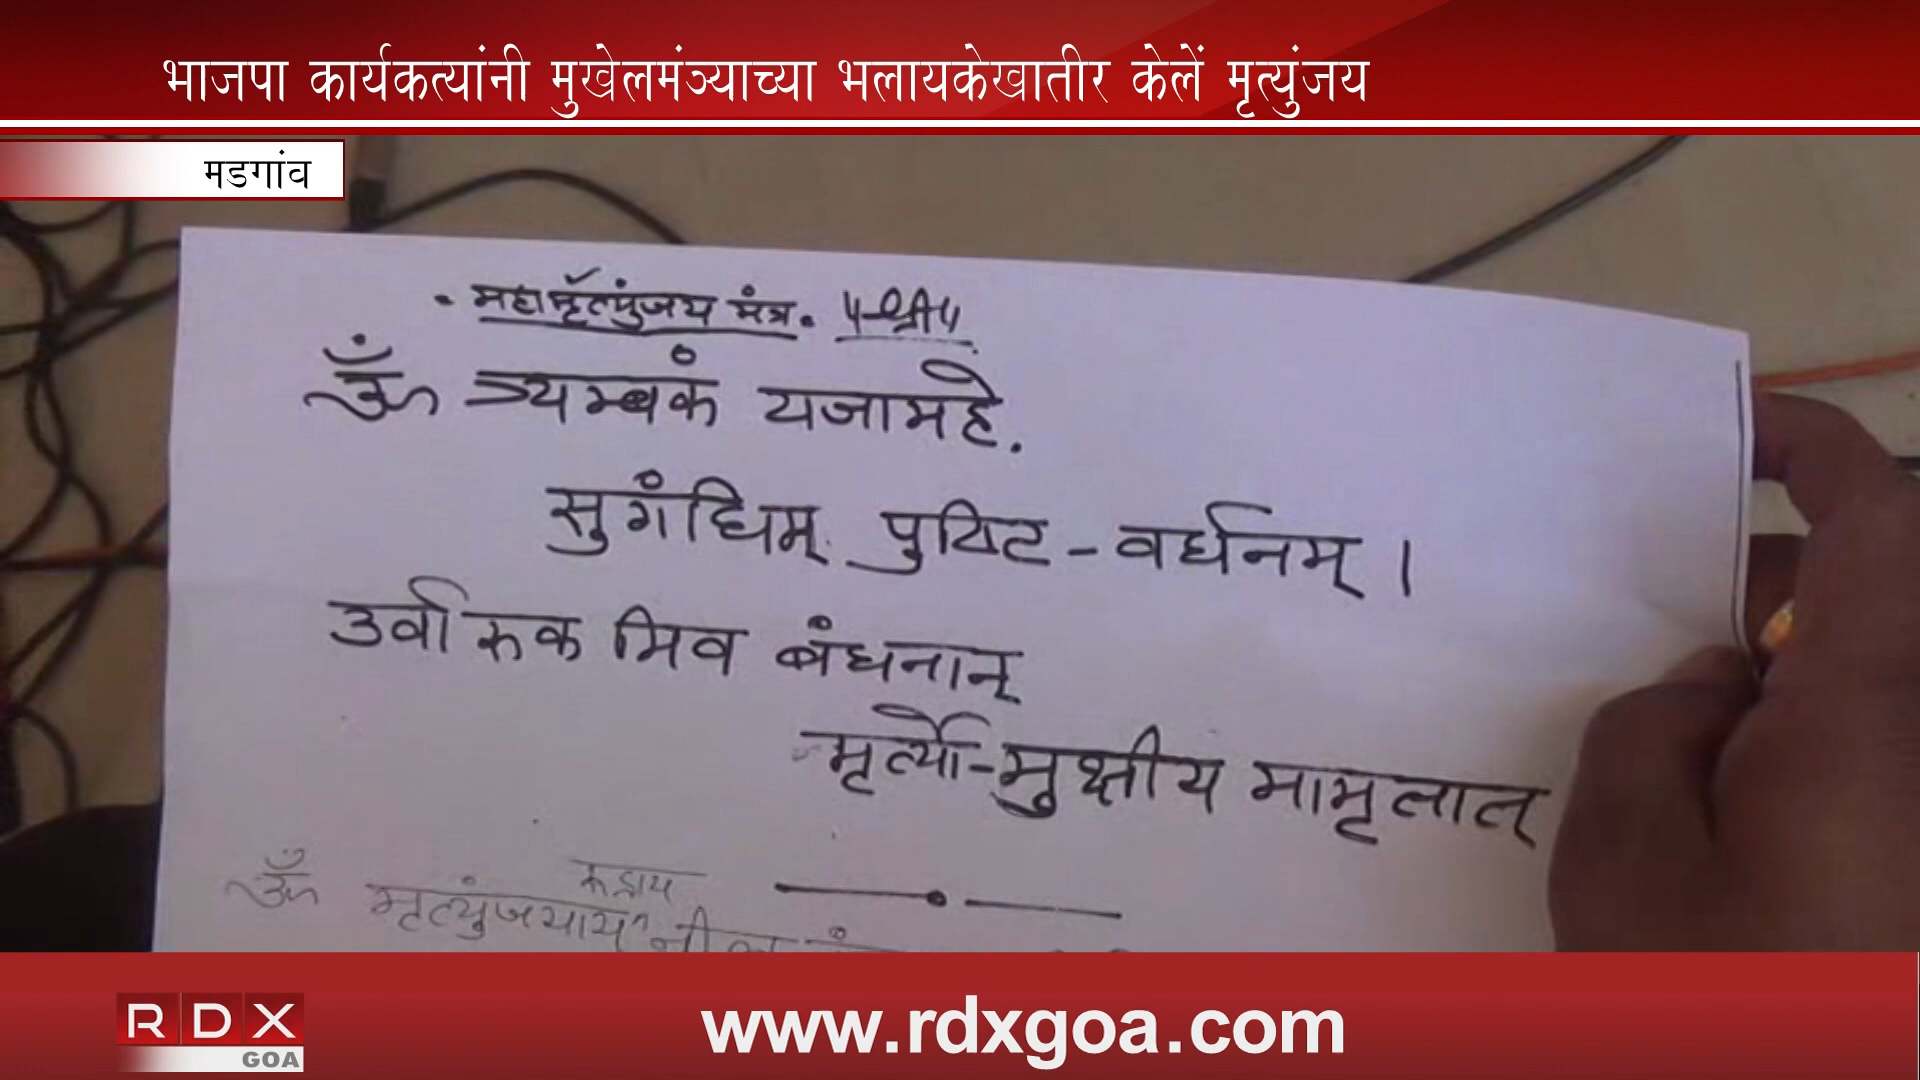 भाजपा कार्यकत्यांनी मुखेलमंत्र्याच्या भलायकेखातीर केलें मृत्युंजय
मडगांव
महामृत्युंजय मंत्र.
ॐ त्र्यम्बकं यजामहे.
सुगंधिम् पुष्टि-वर्धनम् ।
उर्वारुक मिव बंधनान्
मृर्त्यो-मुक्षीय मामृतात्
रुद्राय
ॐ मृत्युंजयाय
RDX
GOA
www.rdxgoa.com